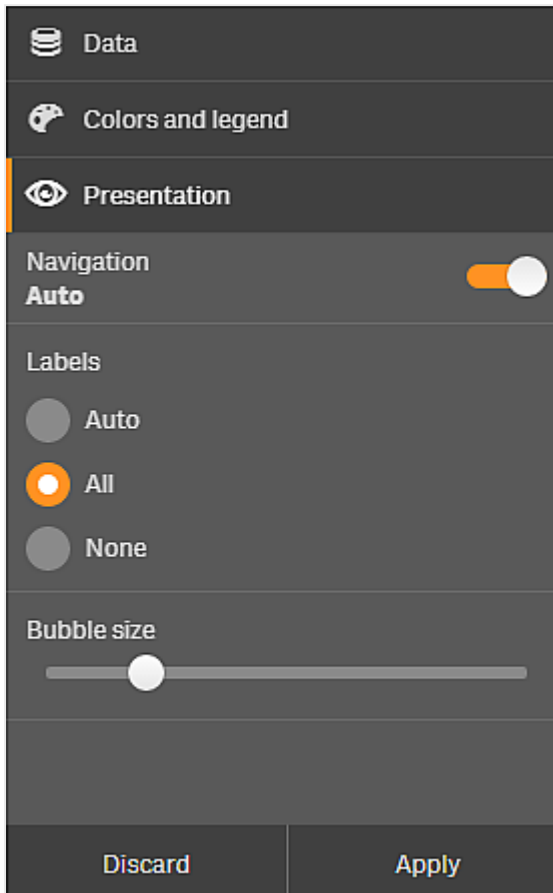 Data
Colors and legend
Presentation
Navigation
Auto
Labels
Auto
All
None
Bubble size
Discard
Apply